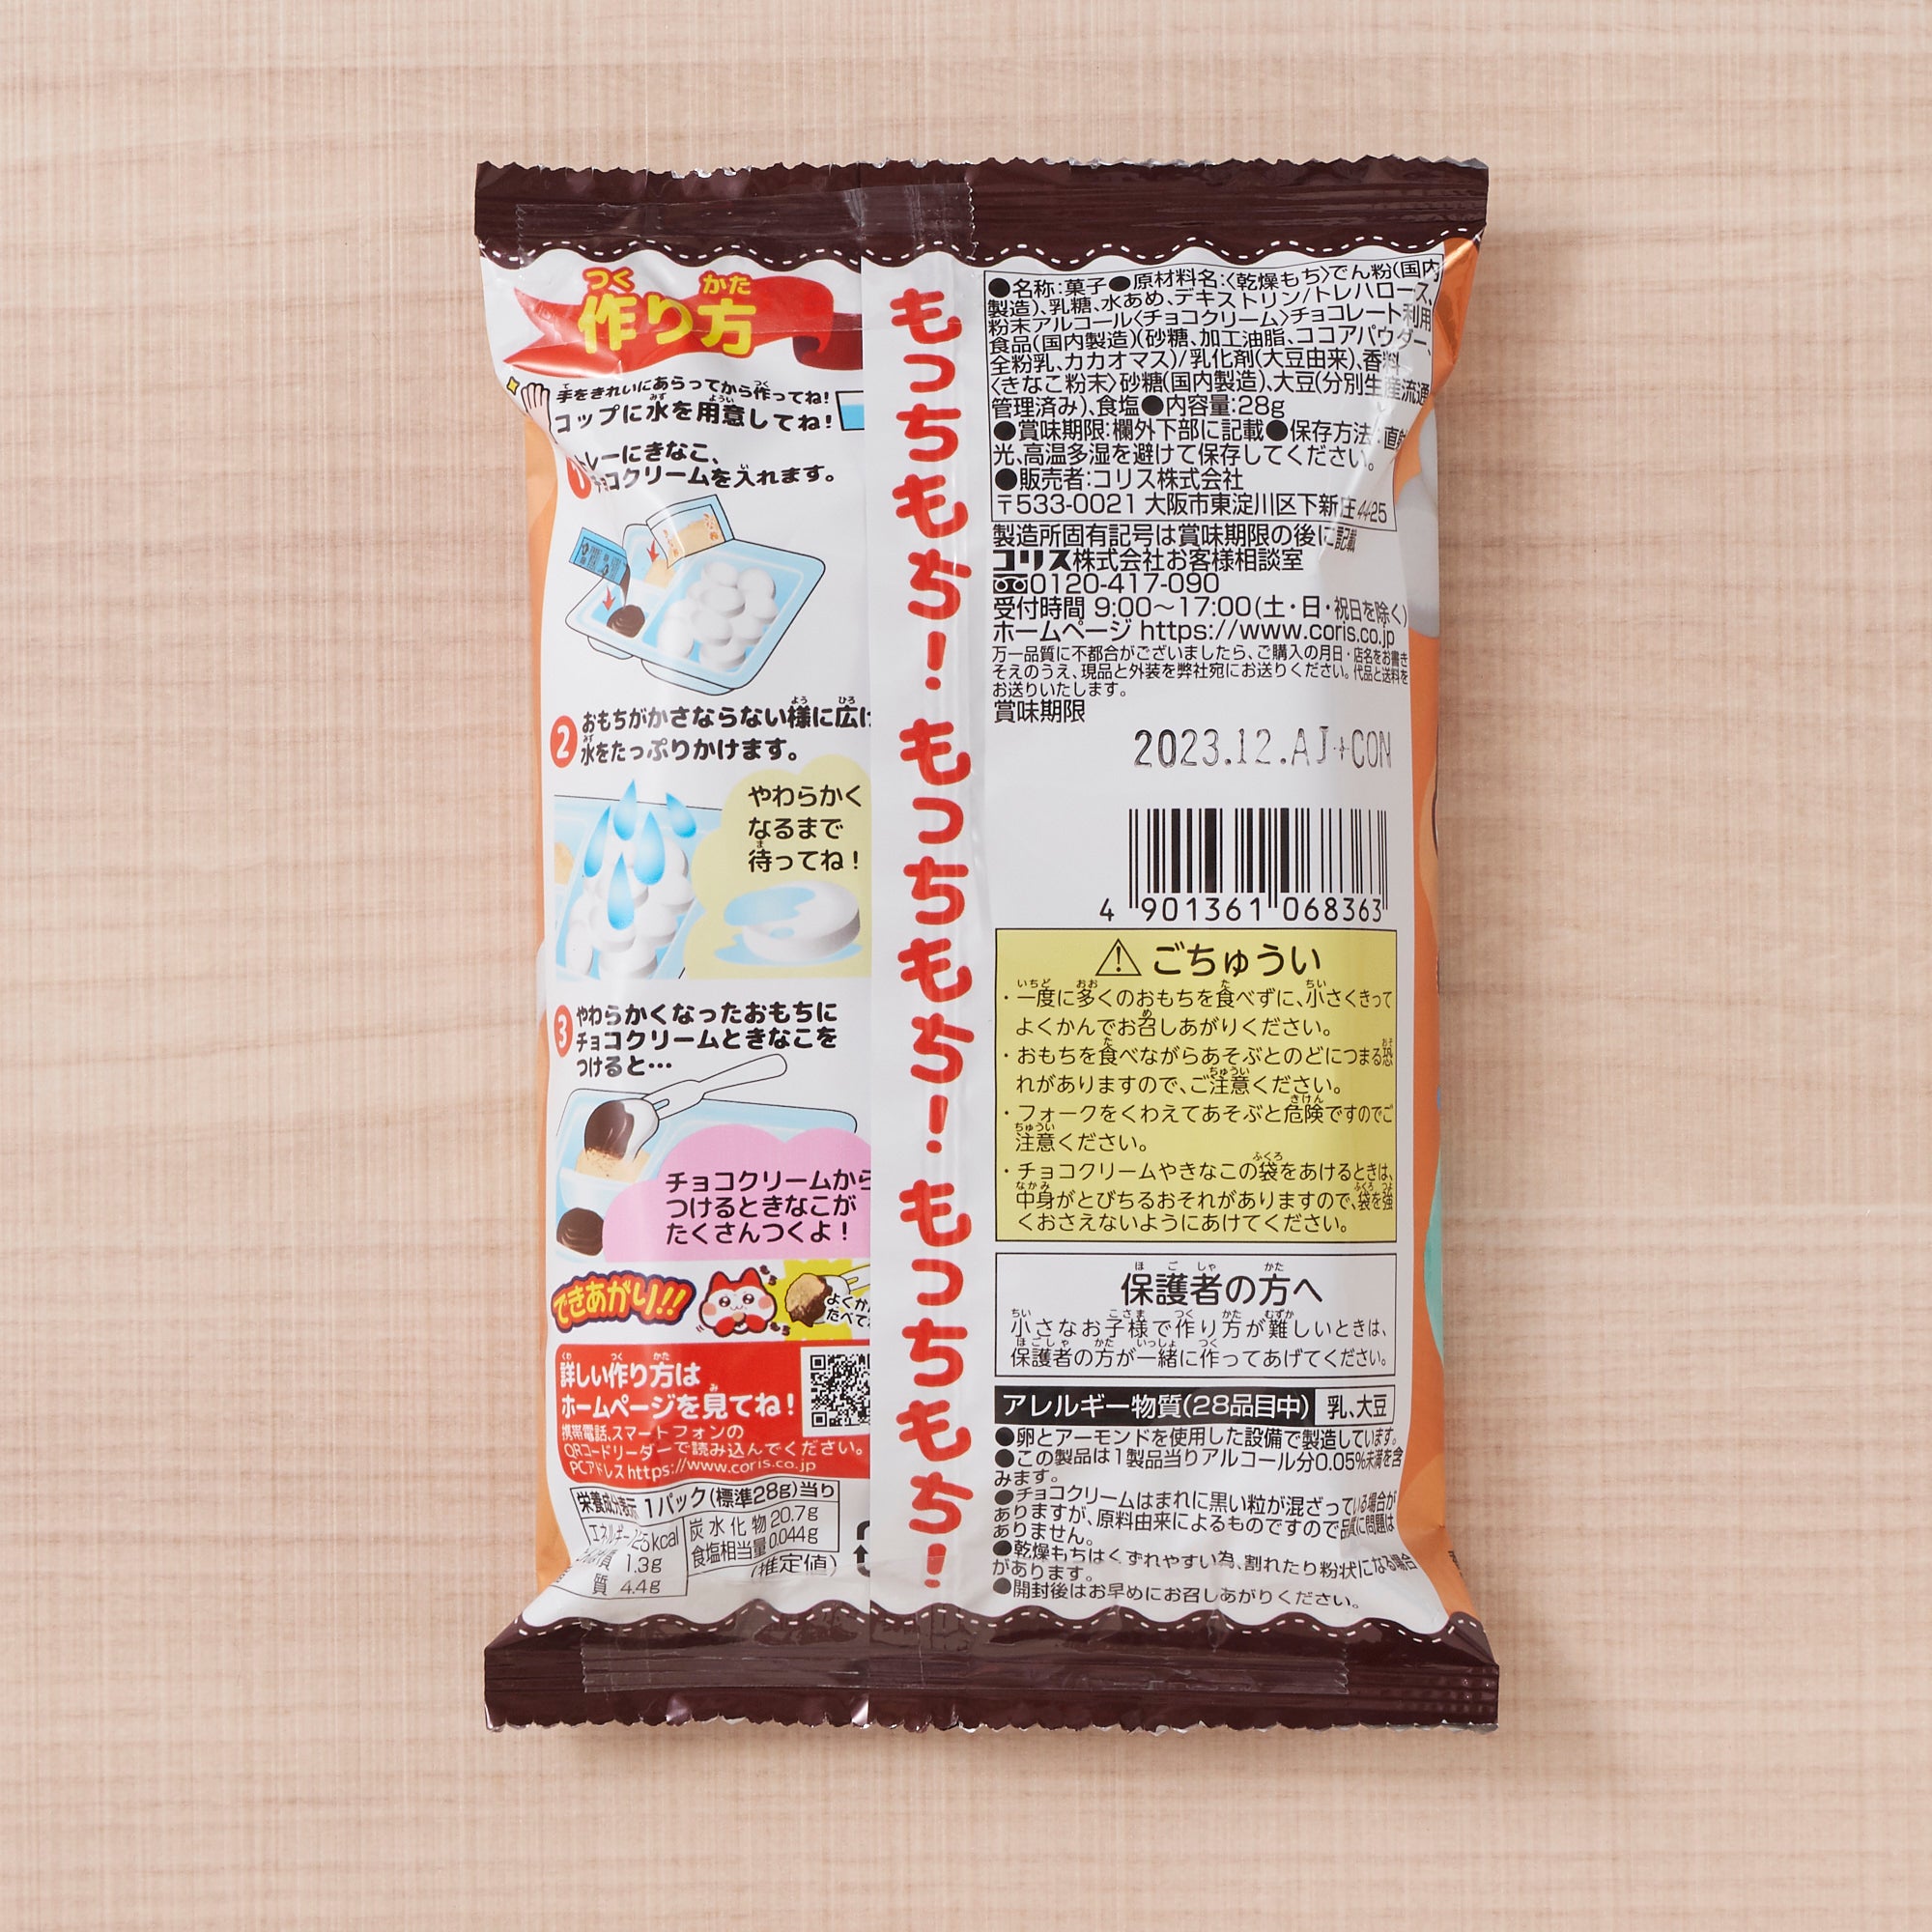 つく かた
作り方
手をきれいにあらってから作ってね!
コップに水を用意してね!
1 トレーにきなこ、
チョコクリームを入れます。
2 おもちがかさならない様に広げ
水をたっぷりかけます。
やわらかく
なるまで
待ってね!
3 やわらかくなったおもちに
チョコクリームときなこを
つけると…
チョコクリームから
つけるときなこが
たくさんつくよ!
できあがり!!
もち
もち
よくか
たべて
詳しい作り方は
ホームページを見てね!
携帯電話、スマートフォンの
QRコードリーダーで読み込んでください。
PCアドレスhttps://www.coris.co.jp
栄養成分表示 1パック(標準28g)当り
エネルギー 125kcal
1.3g
質 4.4g
炭水化物 20.7g
食塩相当量 0.044g
(推定値)
もっちもち!もっちもち!もっちもち!
●名称:菓子●原材料名:〈乾燥もち〉でん粉(国内
製造)、乳糖、水あめ、デキストリン/トレハロース、
粉末アルコール〈チョコクリーム〉チョコレート利用
食品(国内製造)(砂糖、加工油脂、ココアパウダー、
全粉乳、カカオマス)/乳化剤(大豆由来)、香料
〈きなこ粉末〉砂糖(国内製造)、大豆(分別生産流通
管理済み)、食塩●内容量:28g
●賞味期限:欄外下部に記載●保存方法:直射
光、高温多湿を避けて保存してください。
●販売者:コリス株式会社
〒533-0021 大阪市東淀川区下新庄4-4-25
製造所固有記号は賞味期限の後に記載
コリス株式会社お客様相談室
0120-417-090
受付時間 9:00~17:00(土・日・祝日を除く)
ホームページ https://www.coris.co.jp
万一品質に不都合がございましたら、ご購入の月日・店名をお書き
そえのうえ、現品と外装を弊社宛にお送りください。代品と送料を
お送りいたします。
賞味期限
2023.12.AJ+CON
4 901361 068363
⚠ ごちゅうい
・一度に多くのおもちを食べずに、小さくきって
よくかんでお召しあがりください。
・おもちを食べながらあそぶとのどにつまる恐
れがありますので、ご注意ください。
・フォークをくわえてあそぶと危険ですのでご
注意ください。
・チョコクリームやきなこの袋をあけるときは、
中身がとびちるおそれがありますので、袋を強
くおさえないようにあけてください。
保護者の方へ
小さなお子様で作り方が難しいときは、
保護者の方が一緒に作ってあげてください。
アレルギー物質(28品目中) 乳、大豆
●卵とアーモンドを使用した設備で製造しています。
●この製品は1製品当りアルコール分0.05%未満を含
みます。
●チョコクリームはまれに黒い粒が混ざっている場合が
ありますが、原料由来によるものですので品質に問題は
ありません。
●乾燥もちはくずれやすい為、割れたり粉状になる場合
があります。
●開封後はお早めにお召しあがりください。